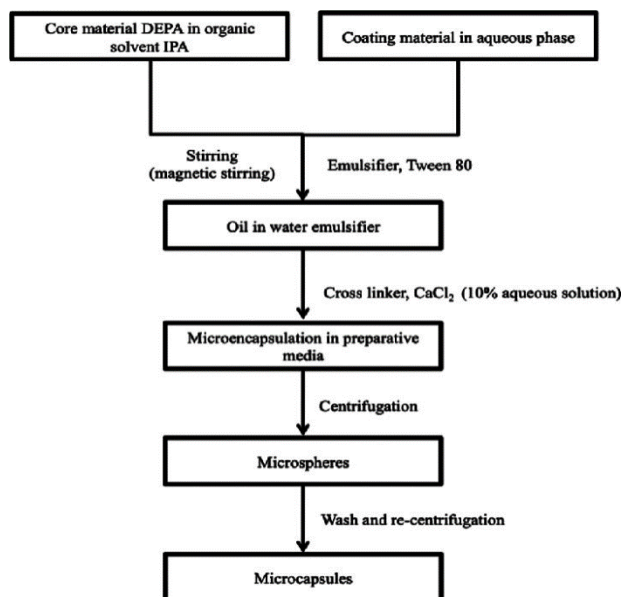 Core material DEPA in organic
solvent IPA
Coating material in aqueous phase
Stirring
(magnetic stirring)
Emulsifier, Tween 80
Oil in water emulsifier
Cross linker, CaCl₂ (10% aqueous solution)
Microencapsulation in preparative
media
Centrifugation
Microspheres
Wash and re-centrifugation
Microcapsules